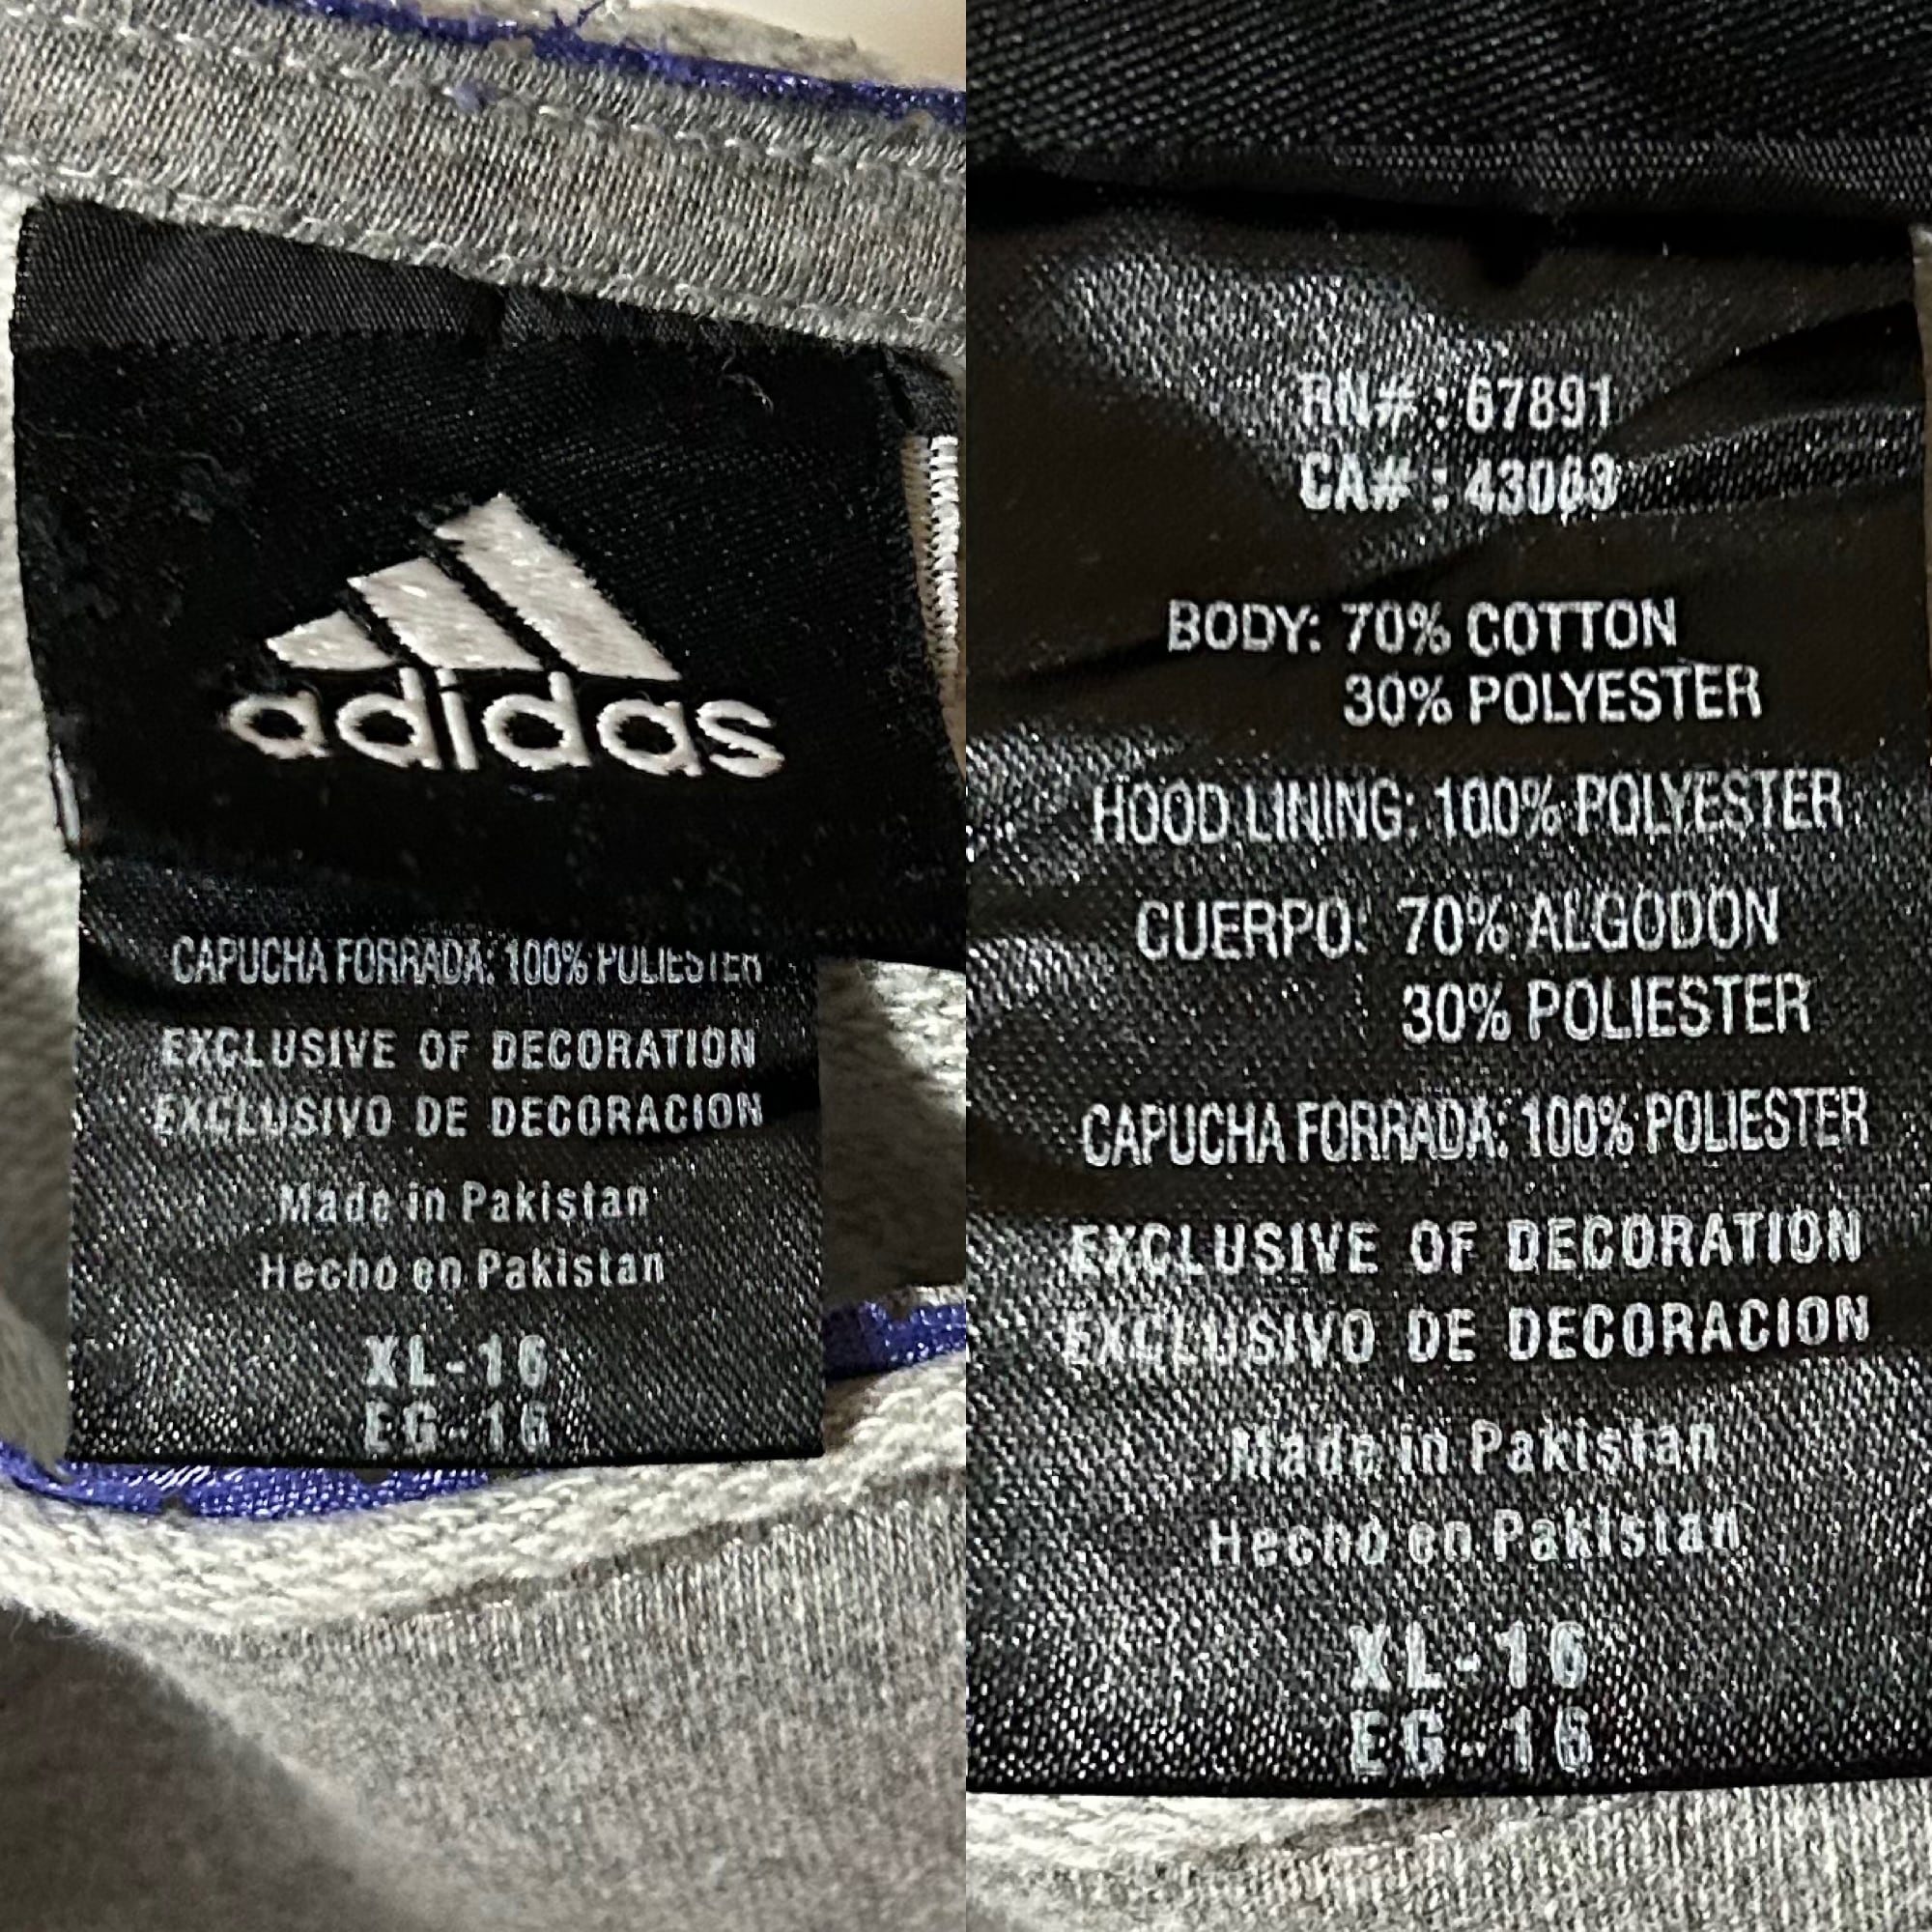 adidas
CAPUCHA FORRADA: 100% POLIESTER
EXCLUSIVE OF DECORATION
EXCLUSIVO DE DECORACION
Made in Pakistan
Hecho en Pakistan
XL-16
EG-16
RN# : 67891
CA# : 43063
BODY: 70% COTTON
30% POLYESTER
HOOD LINING: 100% POLYESTER
CUERPO: 70% ALGODON
30% POLIESTER
CAPUCHA FORRADA: 100% POLIESTER
EXCLUSIVE OF DECORATION
EXCLUSIVO DE DECORACION
Made in Pakistan
Hecho en Pakistan
XL-16
EG-16